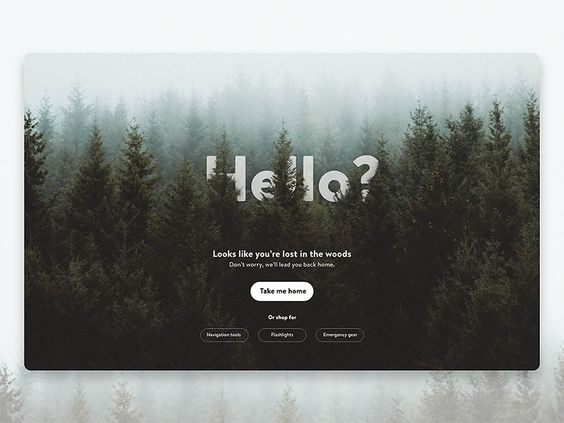 Hello?
Looks like you're lost in the woods
Don't worry, we'll lead you back home.
Take me home
Or shop for
Navigation tools
Flashlights
Emergency gear